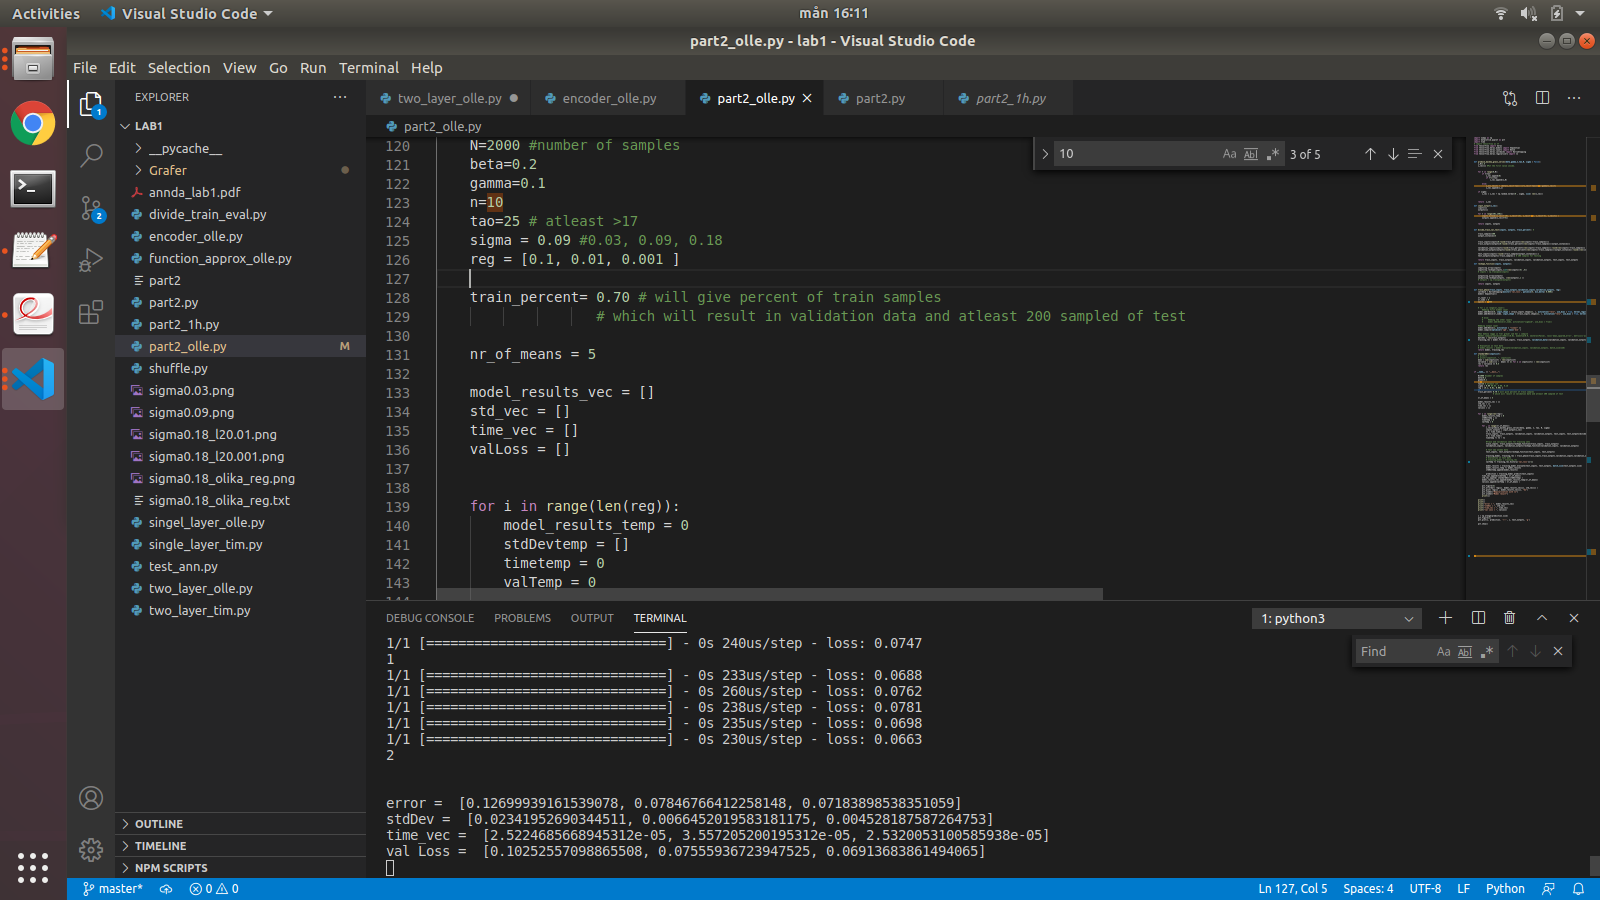 Activities
Visual Studio Code
mån 16:11
part2_olle.py - lab1 - Visual Studio Code
File Edit Selection View Go Run Terminal Help
EXPLORER
LAB1
__pycache__
Grafer
annda_lab1.pdf
divide_train_eval.py
encoder_olle.py
function_approx_olle.py
part2
part2.py
part2_1h.py
part2_olle.py M
shuffle.py
sigma0.03.png
sigma0.09.png
sigma0.18_l20.01.png
sigma0.18_l20.001.png
sigma0.18_olika_reg.png
sigma0.18_olika_reg.txt
singel_layer_olle.py
single_layer_tim.py
test_ann.py
two_layer_olle.py
two_layer_tim.py
OUTLINE
TIMELINE
NPM SCRIPTS
1
2
two_layer_olle.py encoder_olle.py part2_olle.py part2.py part2_1h.py
part2_olle.py
10 Aa Abl .* 3 of 5
120 N=2000 #number of samples
121 beta=0.2
122 gamma=0.1
123 n=10
124 tao=25 # atleast >17
125 sigma = 0.09 #0.03, 0.09, 0.18
126 reg = [0.1, 0.01, 0.001 ]
127
128 train_percent= 0.70 # will give percent of train samples
129 # which will result in validation data and atleast 200 sampled of test
130
131 nr_of_means = 5
132
133 model_results_vec = []
134 std_vec = []
135 time_vec = []
136 valLoss = []
137
138
139 for i in range(len(reg)):
140 model_results_temp = 0
141 stdDevtemp = []
142 timetemp = 0
143 valTemp = 0
DEBUG CONSOLE PROBLEMS OUTPUT TERMINAL
1: python3
Find Aa Abl .*
1/1 [==============================] - 0s 240us/step - loss: 0.0747
1
1/1 [==============================] - 0s 233us/step - loss: 0.0688
1/1 [==============================] - 0s 260us/step - loss: 0.0762
1/1 [==============================] - 0s 238us/step - loss: 0.0781
1/1 [==============================] - 0s 235us/step - loss: 0.0698
1/1 [==============================] - 0s 230us/step - loss: 0.0663
2
error =  [0.12699939161539078, 0.07846766412258148, 0.07183898538351059]
stdDev =  [0.02341952690344511, 0.0066452019583181175, 0.004528187587264753]
time_vec =  [2.5224685668945312e-05, 3.557205200195312e-05, 2.5320053100585938e-05]
val Loss =  [0.10252557098865508, 0.07555936723947525, 0.06913683861494065]
master* 0 0 Ln 127, Col 5 Spaces: 4 UTF-8 LF Python